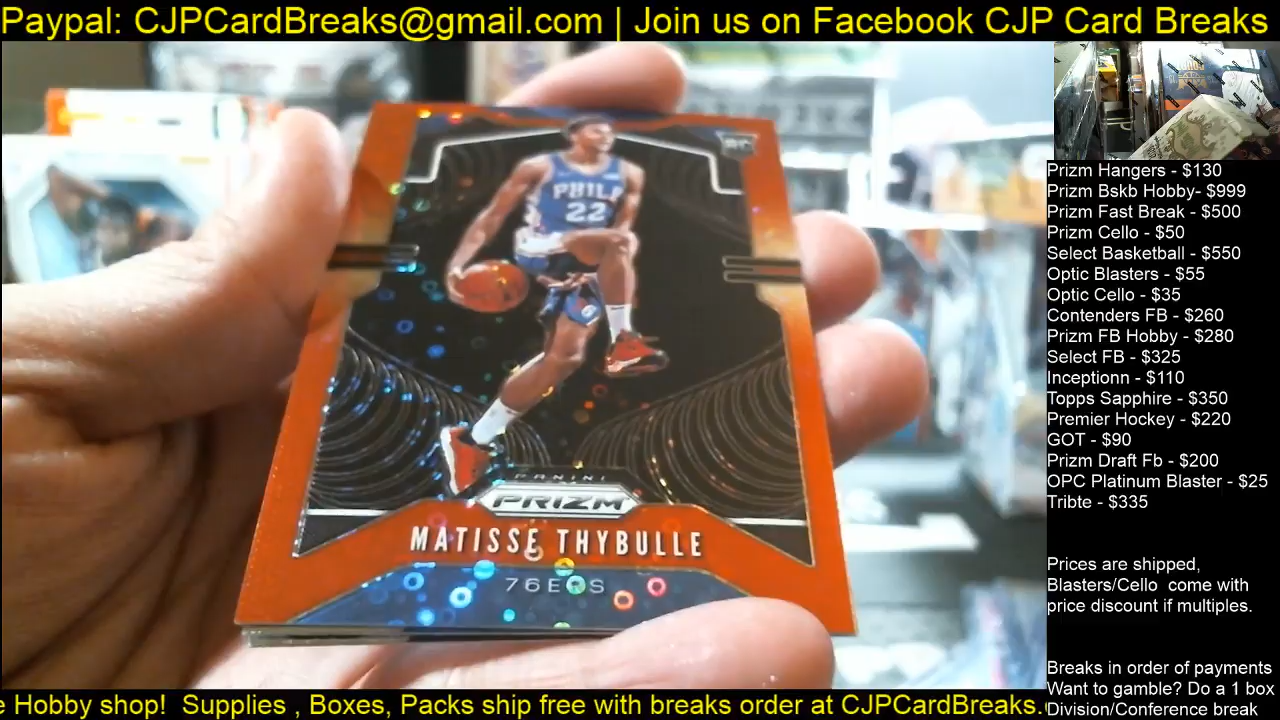 Paypal: CJPCardBreaks@gmail.com | Join us on Facebook CJP Card Breaks
RC
PHILA
22
PANINI
PRIZM
MATISSE THYBULLE
76ERS
Prizm Hangers - $130
Prizm Bskb Hobby- $999
Prizm Fast Break - $500
Prizm Cello - $50
Select Basketball - $550
Optic Blasters - $55
Optic Cello - $35
Contenders FB - $260
Prizm FB Hobby - $280
Select FB - $325
Inceptionn - $110
Topps Sapphire - $350
Premier Hockey - $220
GOT - $90
Prizm Draft Fb - $200
OPC Platinum Blaster - $25
Tribte - $335
Prices are shipped,
Blasters/Cello come with
price discount if multiples.
Breaks in order of payments
Want to gamble? Do a 1 box
Division/Conference break
e Hobby shop! Supplies , Boxes, Packs ship free with breaks order at CJPCardBreaks.